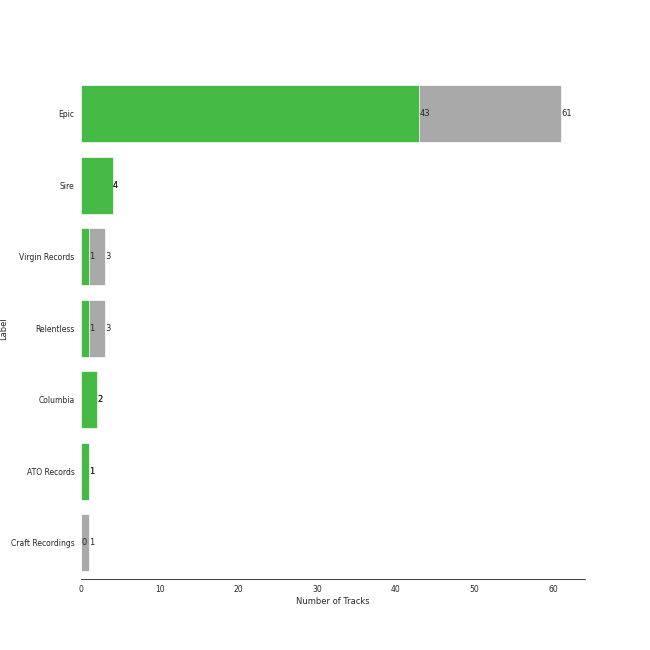 Epic 43 61
Sire 4
Virgin Records 1 3
Relentless 1 3
Columbia 2
ATO Records 1
Craft Recordings 0 1
Label
0 10 20 30 40 50 60
Number of Tracks